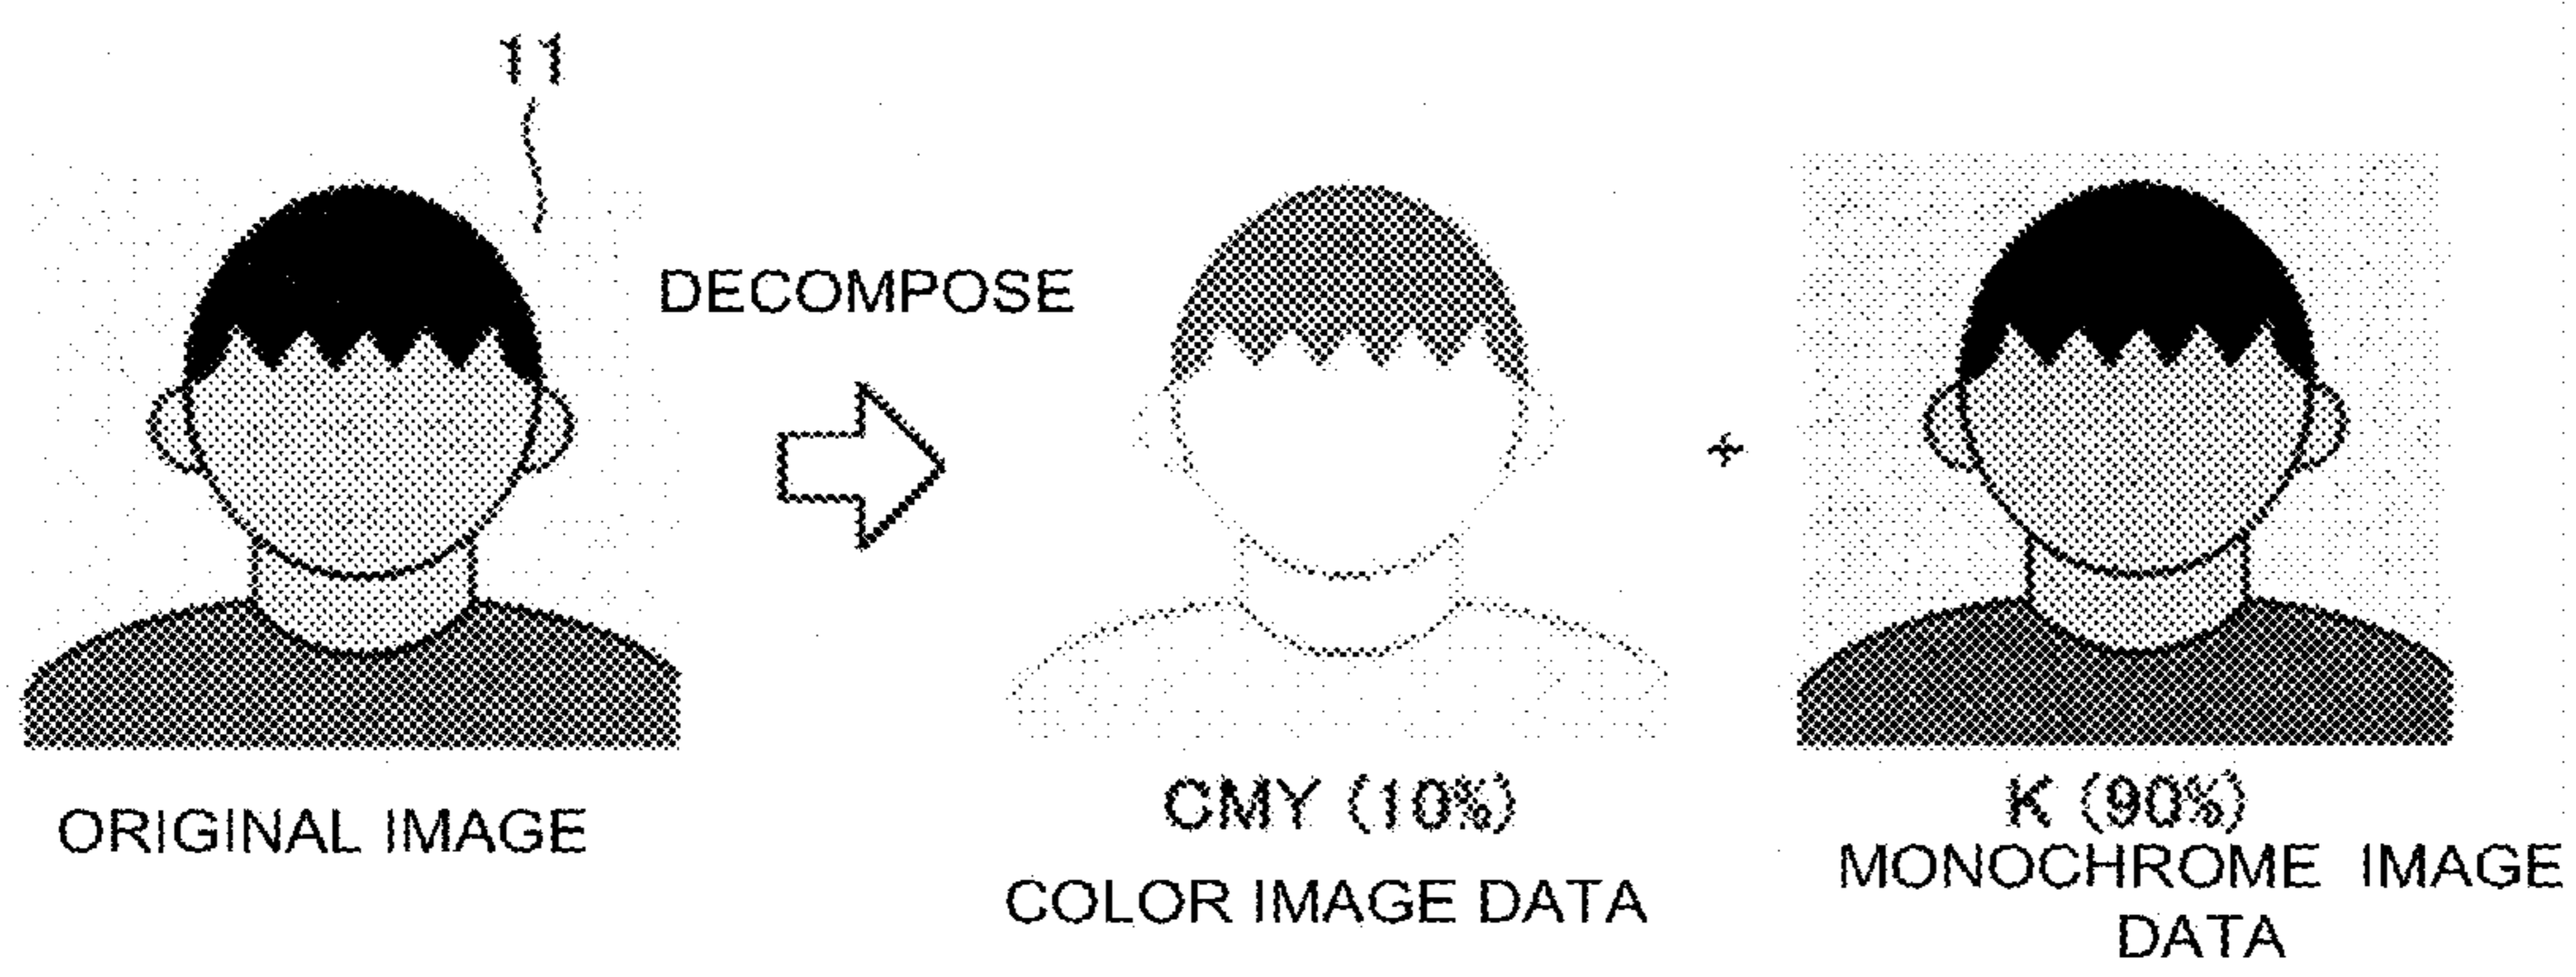 11
DECOMPOSE
+
ORIGINAL IMAGE
CMY (10%)
COLOR IMAGE DATA
K (90%)
MONOCHROME IMAGE
DATA